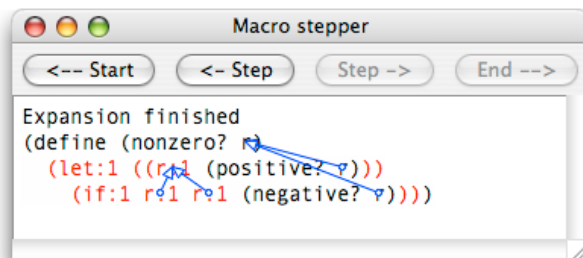 Macro stepper
<-- Start <- Step Step -> End -->
Expansion finished
(define (nonzero? r)
(let:1 ((r:1 (positive? r)))
(if:1 r:1 r:1 (negative? r))))